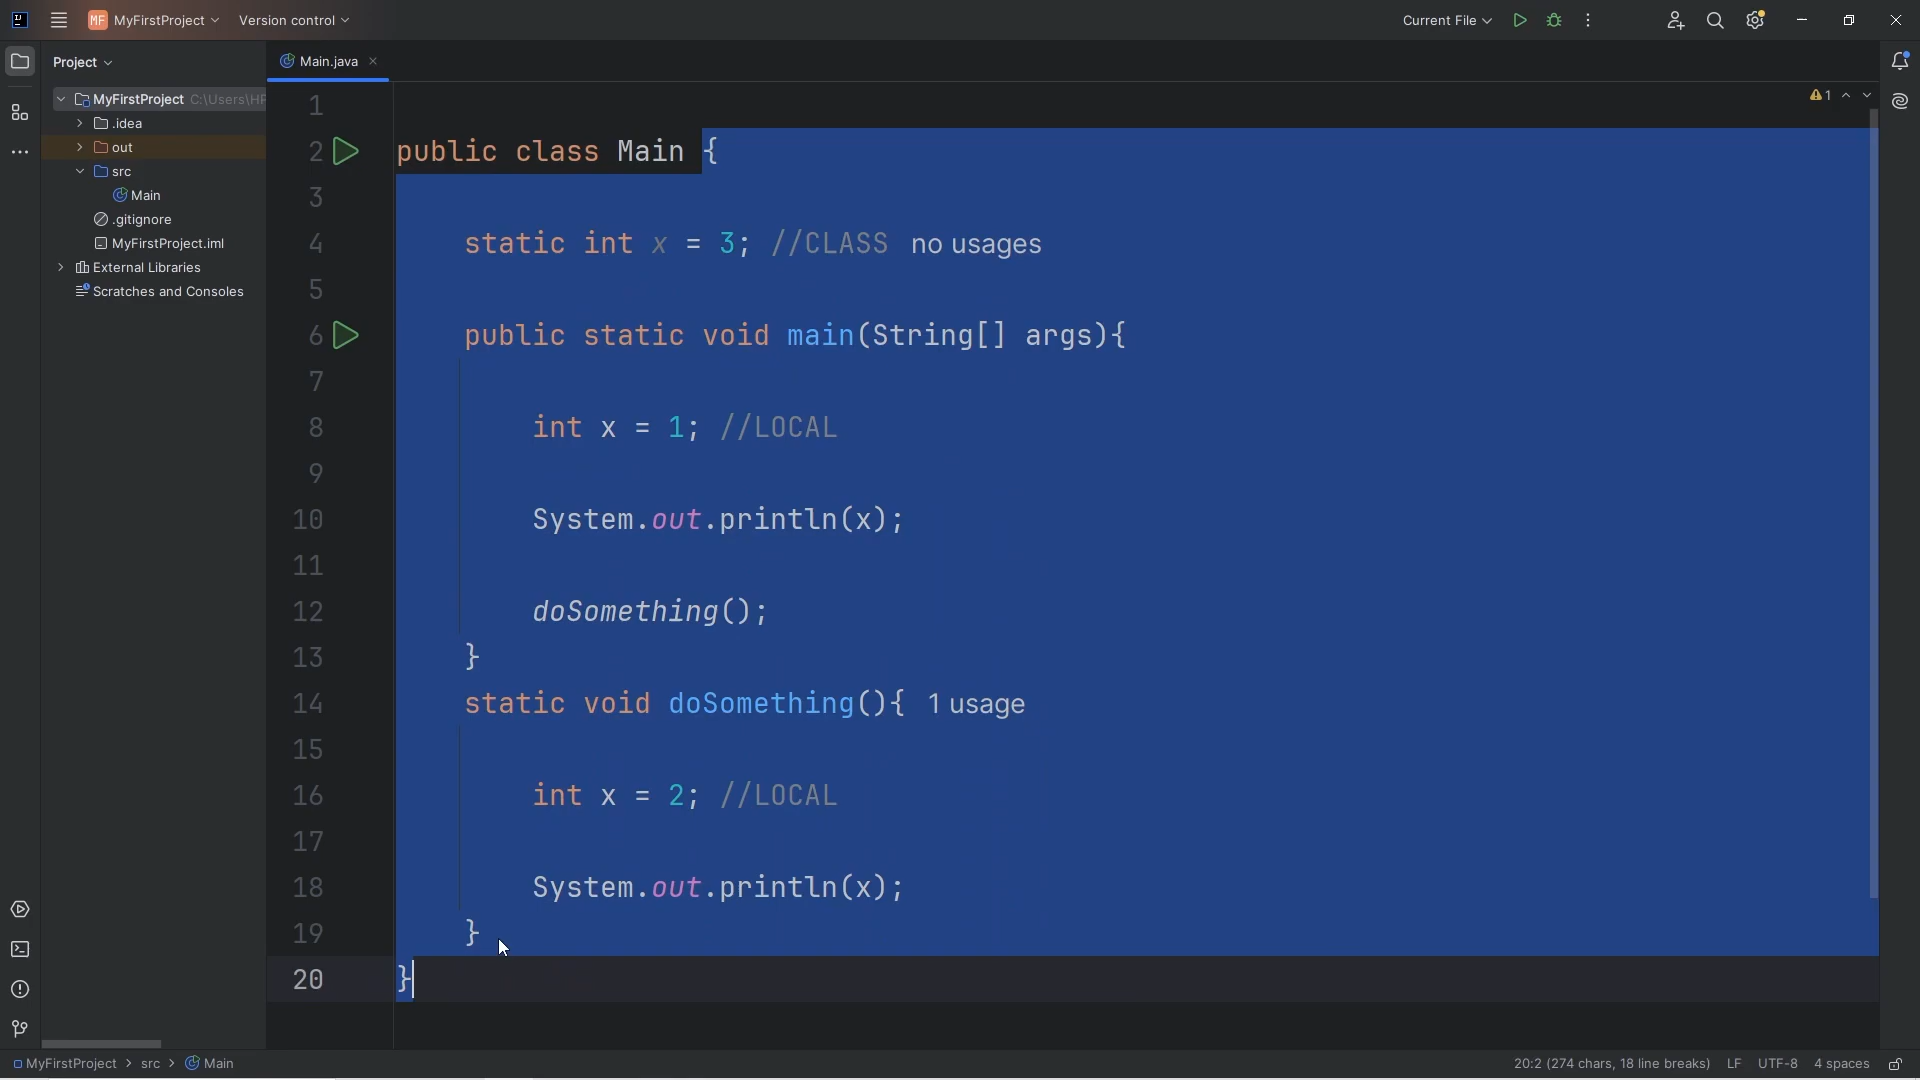 MF MyFirstProject Version control Current File
Project Main.java
MyFirstProject C:\Users\HP
.idea
out
src
Main
.gitignore
MyFirstProject.iml
External Libraries
Scratches and Consoles
1
1
2 public class Main {
3
4 static int x = 3; //CLASS no usages
5
6 public static void main(String[] args){
7
8 int x = 1; //LOCAL
9
10 System.out.println(x);
11
12 doSomething();
13 }
14 static void doSomething(){ 1 usage
15
16 int x = 2; //LOCAL
17
18 System.out.println(x);
19 }
20 }
MyFirstProject > src > Main 20:2 (274 chars, 18 line breaks) LF UTF-8 4 spaces